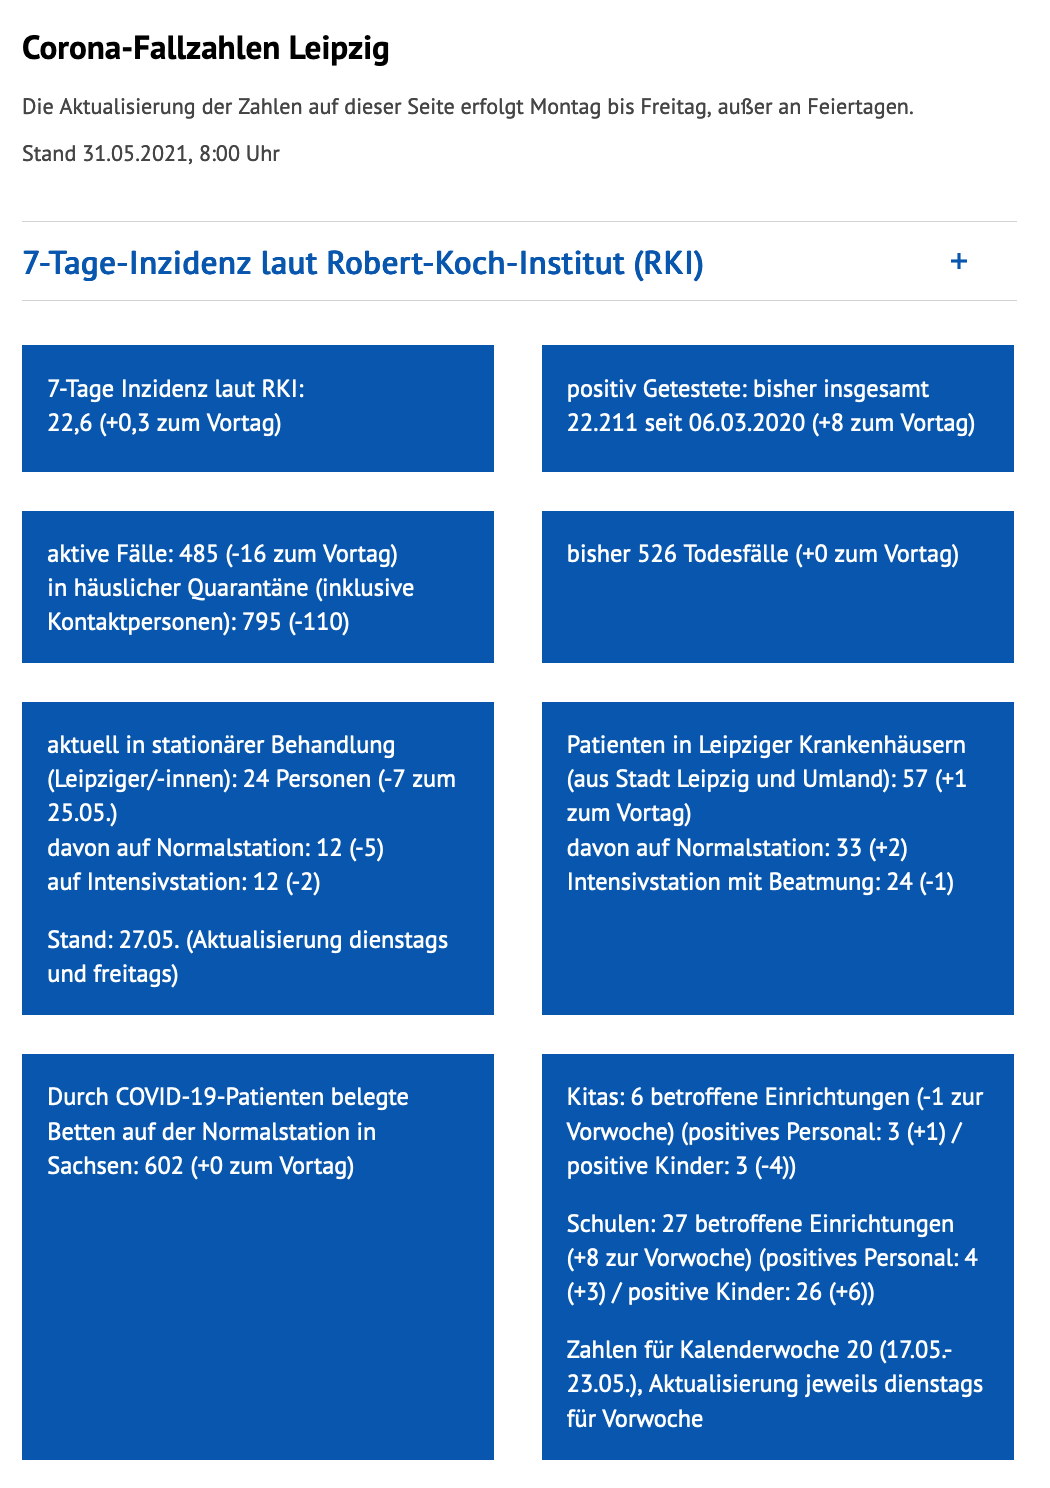 Corona-Fallzahlen Leipzig
Die Aktualisierung der Zahlen auf dieser Seite erfolgt Montag bis Freitag, außer an Feiertagen.
Stand 31.05.2021, 8:00 Uhr
7-Tage-Inzidenz laut Robert-Koch-Institut (RKI) +
7-Tage Inzidenz laut RKI:
22,6 (+0,3 zum Vortag)
positiv Getestete: bisher insgesamt
22.211 seit 06.03.2020 (+8 zum Vortag)
aktive Fälle: 485 (-16 zum Vortag)
in häuslicher Quarantäne (inklusive
Kontaktpersonen): 795 (-110)
bisher 526 Todesfälle (+0 zum Vortag)
aktuell in stationärer Behandlung
(Leipziger/-innen): 24 Personen (-7 zum
25.05.)
davon auf Normalstation: 12 (-5)
auf Intensivstation: 12 (-2)
Stand: 27.05. (Aktualisierung dienstags
und freitags)
Patienten in Leipziger Krankenhäusern
(aus Stadt Leipzig und Umland): 57 (+1
zum Vortag)
davon auf Normalstation: 33 (+2)
Intensivstation mit Beatmung: 24 (-1)
Durch COVID-19-Patienten belegte
Betten auf der Normalstation in
Sachsen: 602 (+0 zum Vortag)
Kitas: 6 betroffene Einrichtungen (-1 zur
Vorwoche) (positives Personal: 3 (+1) /
positive Kinder: 3 (-4))
Schulen: 27 betroffene Einrichtungen
(+8 zur Vorwoche) (positives Personal: 4
(+3) / positive Kinder: 26 (+6))
Zahlen für Kalenderwoche 20 (17.05.-
23.05.), Aktualisierung jeweils dienstags
für Vorwoche